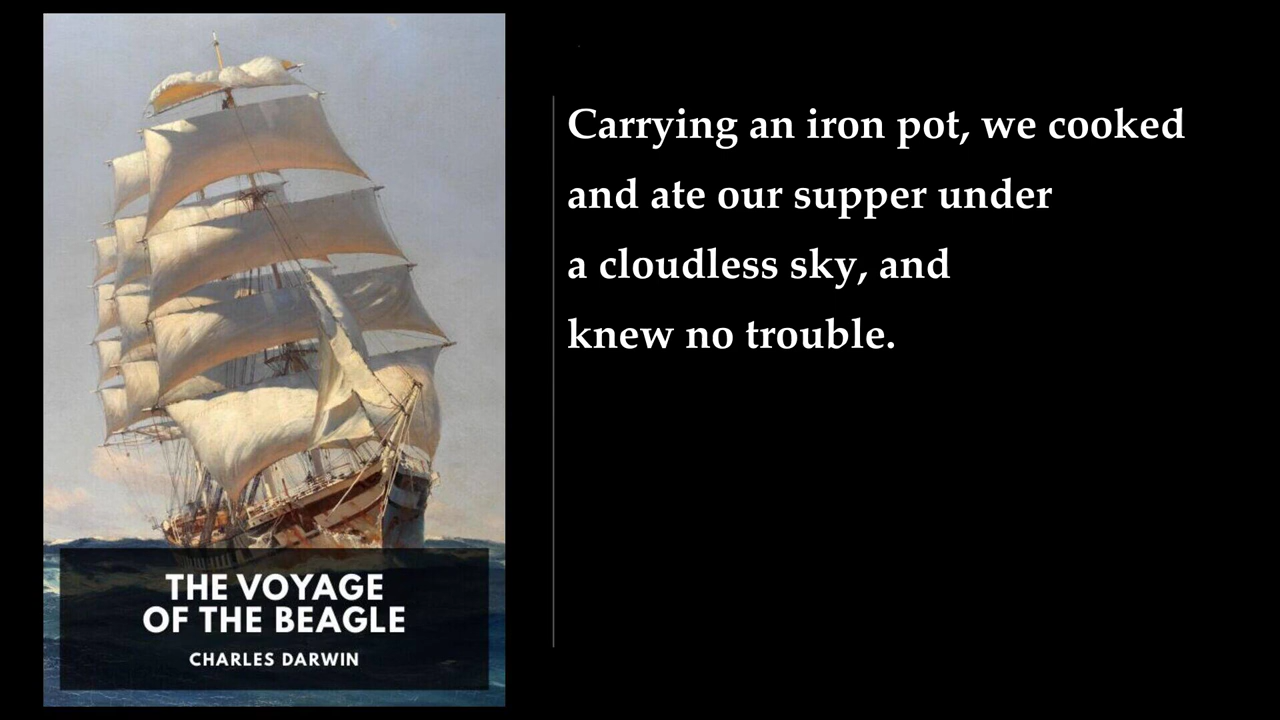 Carrying an iron pot, we cooked
and ate our supper under
a cloudless sky, and
knew no trouble.
THE VOYAGE
OF THE BEAGLE
CHARLES DARWIN